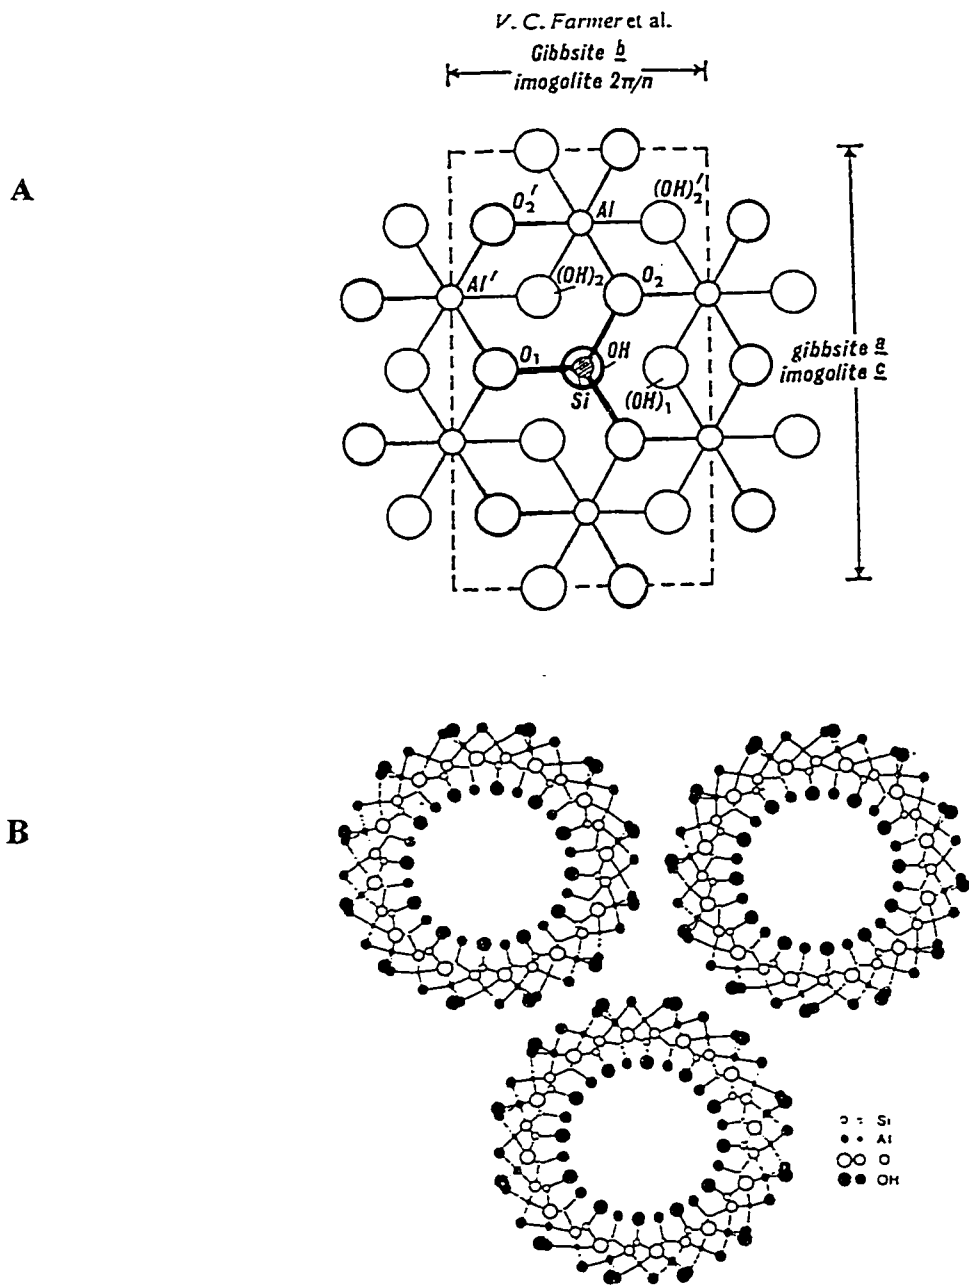 V. C. Farmer et al.
Gibbsite b
imogolite 2π/n
A
O₂′
Al
(OH)₂′
Al′
(OH)₂
O₂
O₁
OH
Si
(OH)₁
gibbsite a
imogolite c
B
Si
Al
O
OH